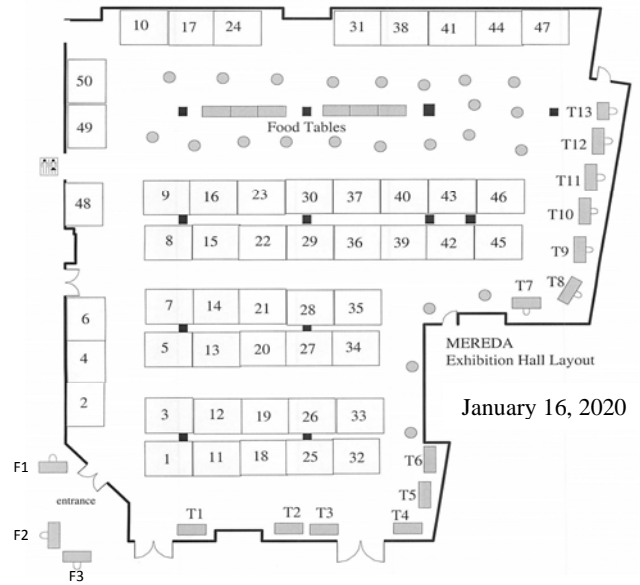 10 17 24 31 38 41 44 47
50
49
T13
Food Tables
T12
T11
48 9 16 23 30 37 40 43 46
T10
8 15 22 29 36 39 42 45
T9
T8
T7
6 7 14 21 28 35
MEREDA
Exhibition Hall Layout
4 5 13 20 27 34
2
January 16, 2020
3 12 19 26 33
1 11 18 25 32
T6
F1
T5
entrance
T1 T2 T3 T4
F2
F3